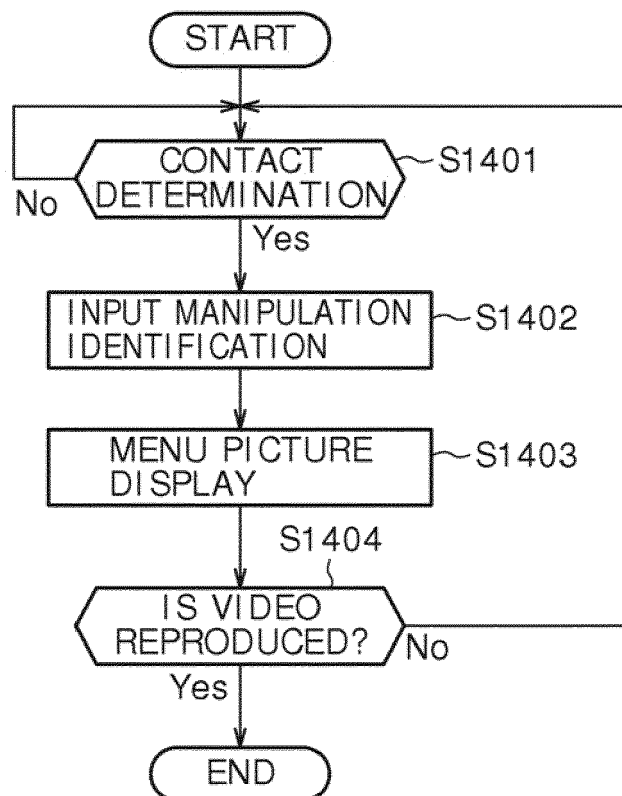 START
CONTACT
DETERMINATION
S1401
No
Yes
INPUT MANIPULATION
IDENTIFICATION
S1402
MENU PICTURE
DISPLAY
S1403
S1404
IS VIDEO
REPRODUCED?
No
Yes
END